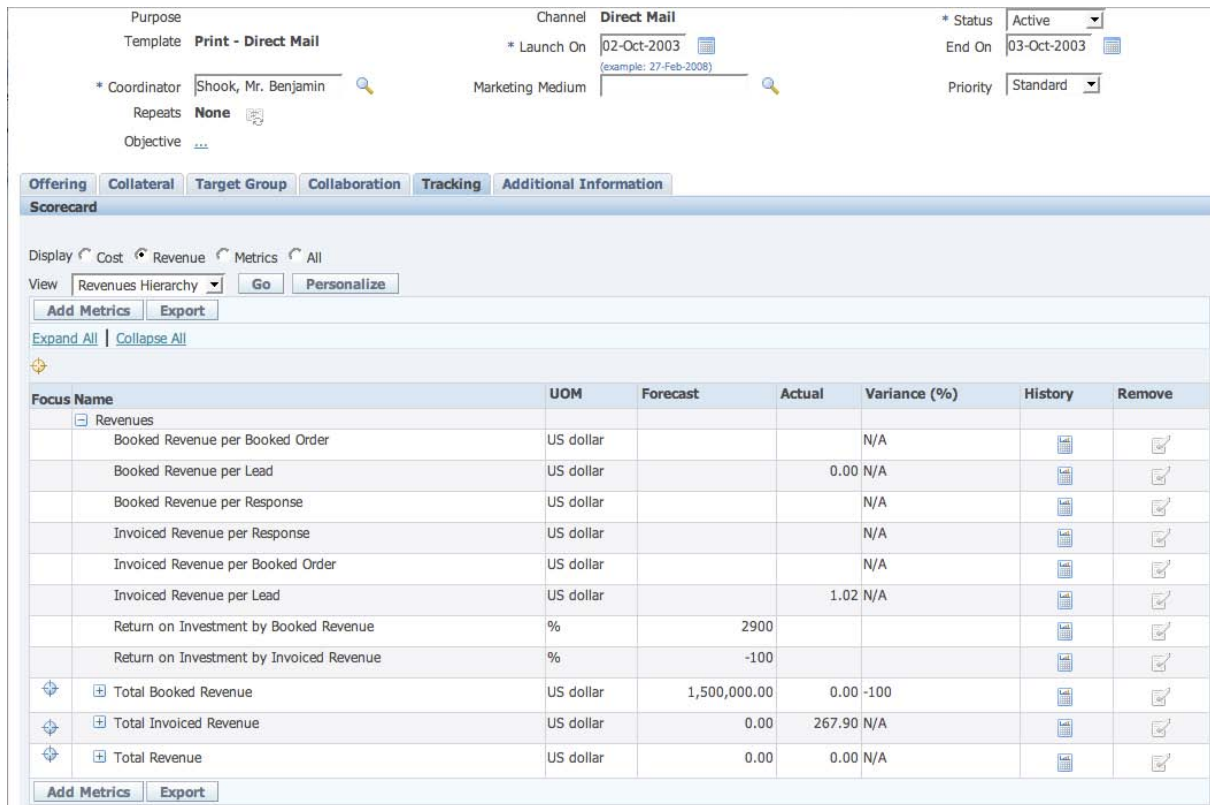 Purpose Channel Direct Mail * Status Active
Template Print - Direct Mail * Launch On 02-Oct-2003 End On 03-Oct-2003
(example: 27-Feb-2008)
* Coordinator Shook, Mr. Benjamin Marketing Medium Priority Standard
Repeats None
Objective ...
Offering Collateral Target Group Collaboration Tracking Additional Information
Scorecard
Display Cost Revenue Metrics All
View Revenues Hierarchy Go Personalize
Add Metrics Export
Expand All | Collapse All
Focus Name UOM Forecast Actual Variance (%) History Remove
Revenues
Booked Revenue per Booked Order US dollar N/A
Booked Revenue per Lead US dollar 0.00 N/A
Booked Revenue per Response US dollar N/A
Invoiced Revenue per Response US dollar N/A
Invoiced Revenue per Booked Order US dollar N/A
Invoiced Revenue per Lead US dollar 1.02 N/A
Return on Investment by Booked Revenue % 2900
Return on Investment by Invoiced Revenue % -100
Total Booked Revenue US dollar 1,500,000.00 0.00 -100
Total Invoiced Revenue US dollar 0.00 267.90 N/A
Total Revenue US dollar 0.00 0.00 N/A
Add Metrics Export